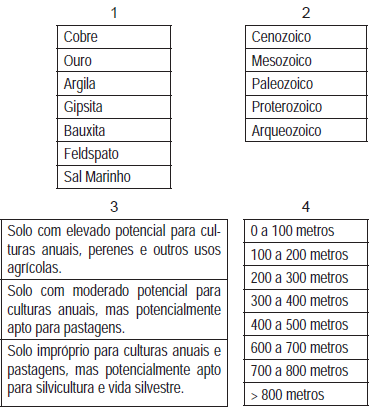 1
Cobre
Ouro
Argila
Gipsita
Bauxita
Feldspato
Sal Marinho
2
Cenozoico
Mesozoico
Paleozoico
Proterozoico
Arqueozoico
3
Solo com elevado potencial para cul-
turas anuais, perenes e outros usos
agrícolas.
Solo com moderado potencial para
culturas anuais, mas potencialmente
apto para pastagens.
Solo impróprio para culturas anuais e
pastagens, mas potencialmente apto
para silvicultura e vida silvestre.
4
0 a 100 metros
100 a 200 metros
200 a 300 metros
300 a 400 metros
400 a 500 metros
600 a 700 metros
700 a 800 metros
> 800 metros